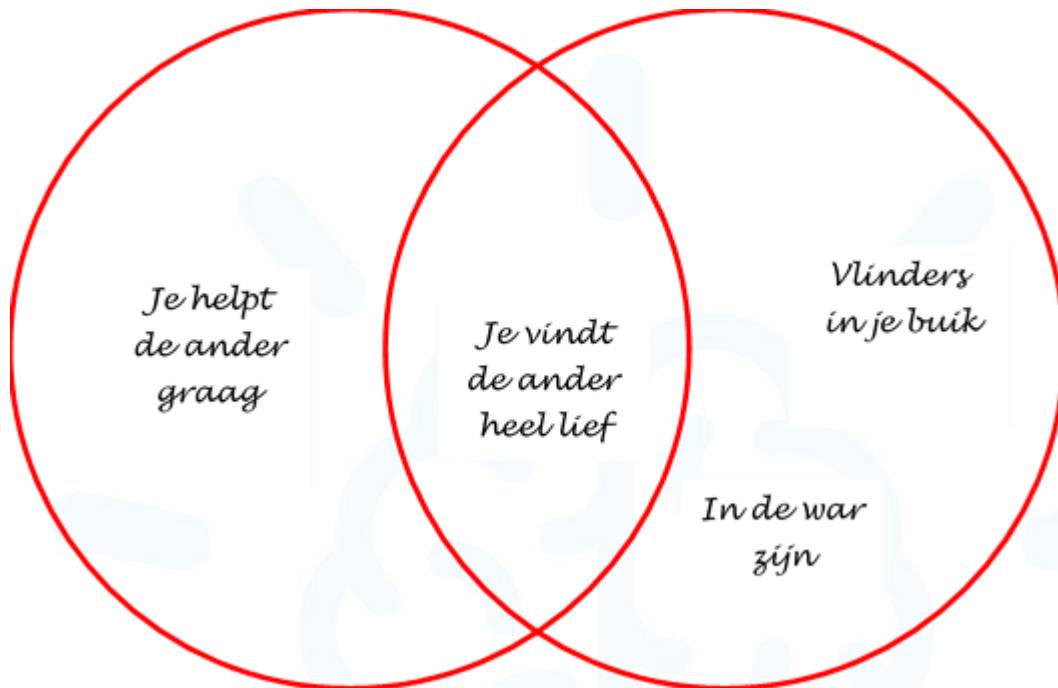 Je helpt
de ander
graag
Je vindt
de ander
heel lief
Vlinders
in je buik
In de war
zijn